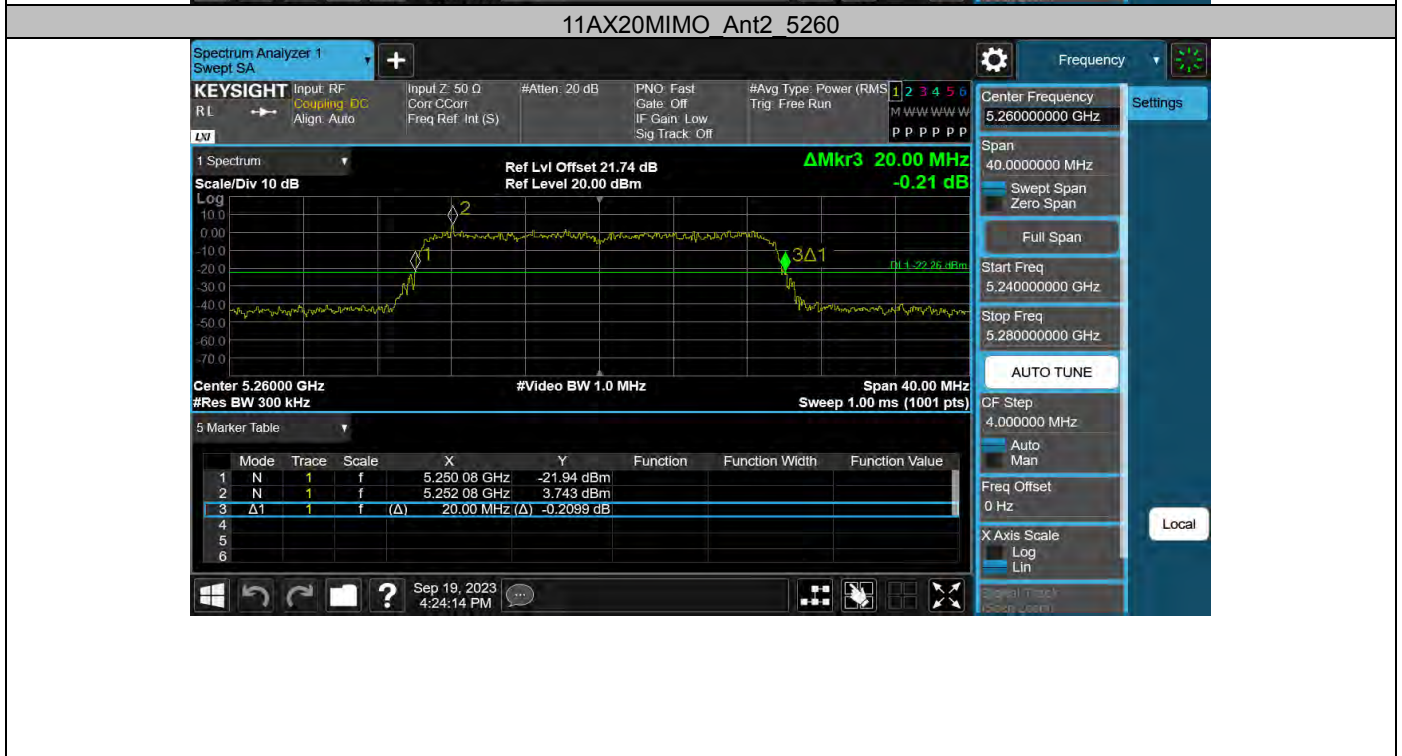 11AX20MIMO_Ant2_5260
Spectrum Analyzer 1
Swept SA
+
Frequency
KEYSIGHT
RL
LXI
Input: RF
Coupling: DC
Align: Auto
Input Z: 50 Ω
Corr CCorr
Freq Ref: Int (S)
#Atten: 20 dB
PNO: Fast
Gate: Off
IF Gain: Low
Sig Track: Off
#Avg Type: Power (RMS
Trig: Free Run
1 2 3 4 5 6
M W W W W W
P P P P P P
Center Frequency
5.260000000 GHz
Settings
Span
40.0000000 MHz
Swept Span
Zero Span
Full Span
Start Freq
5.240000000 GHz
Stop Freq
5.280000000 GHz
AUTO TUNE
CF Step
4.000000 MHz
Auto
Man
Freq Offset
0 Hz
X Axis Scale
Log
Lin
Local
1 Spectrum
Scale/Div 10 dB
Ref Lvl Offset 21.74 dB
Ref Level 20.00 dBm
ΔMkr3 20.00 MHz
-0.21 dB
Log
10.0
0.00
-10.0
-20.0
-30.0
-40.0
-50.0
-60.0
-70.0
2
1
3Δ1
DL1 -22.26 dBm
Center 5.26000 GHz
#Video BW 1.0 MHz
Span 40.00 MHz
#Res BW 300 kHz
Sweep 1.00 ms (1001 pts)
5 Marker Table
Mode Trace Scale X Y Function Function Width Function Value
1 N 1 f 5.250 08 GHz -21.94 dBm
2 N 1 f 5.252 08 GHz 3.743 dBm
3 Δ1 1 f (Δ) 20.00 MHz (Δ) -0.2099 dB
4
5
6
?
Sep 19, 2023
4:24:14 PM